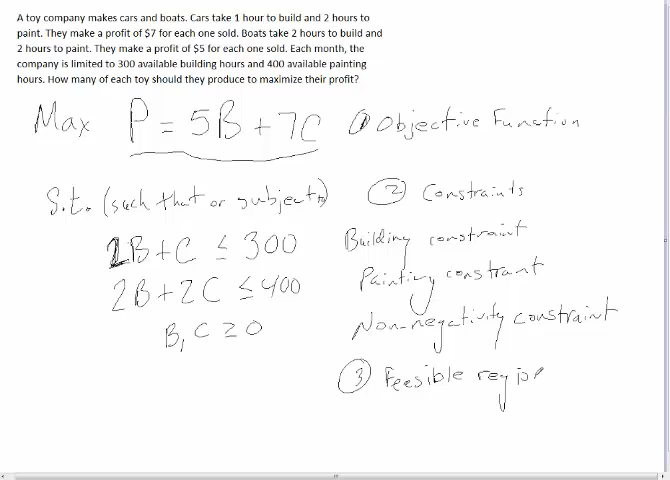 A toy company makes cars and boats. Cars take 1 hour to build and 2 hours to
paint. They make a profit of $7 for each one sold. Boats take 2 hours to build and
2 hours to paint. They make a profit of $5 for each one sold. Each month, the
company is limited to 300 available building hours and 400 available painting
hours. How many of each toy should they produce to maximize their profit?
Max P = 5B + 7C ① Objective Function
S.t. (such that or subject to) ② Constraints
2B + C ≤ 300 Building constraint
2B + 2C ≤ 400 Painting constraint
B, C ≥ 0 Non-negativity constraint
③ Feesible region